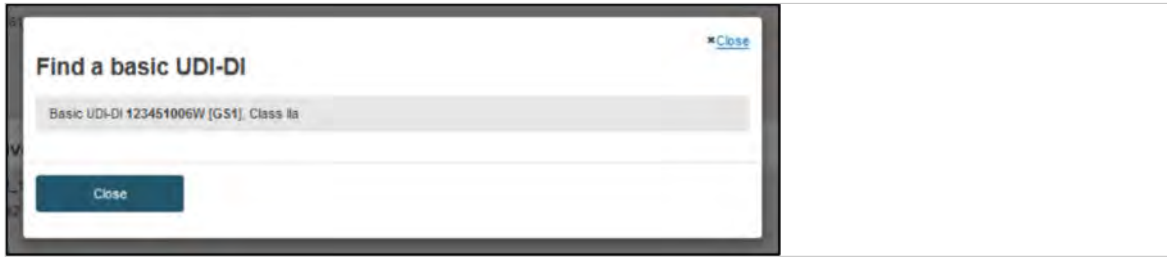 ×Close
Find a basic UDI-DI
Basic UDI-DI 123451006W [GS1], Class IIa
Close